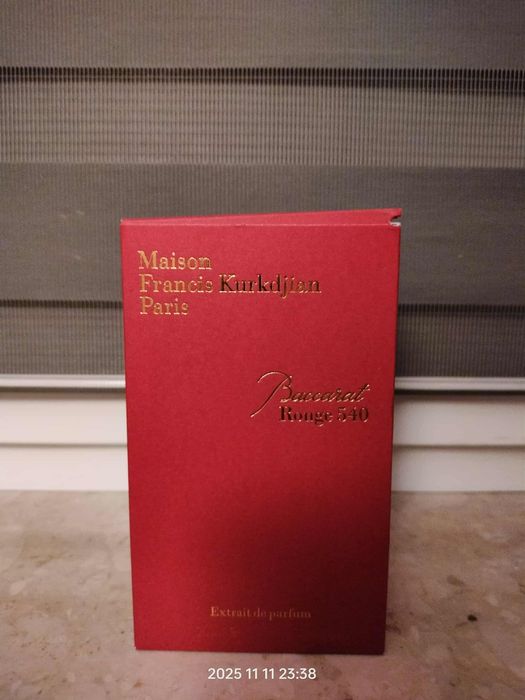 Maison
Francis Kurkdjian
Paris
Baccarat
Rouge 540
Extrait de parfum
2025 11 11 23:38